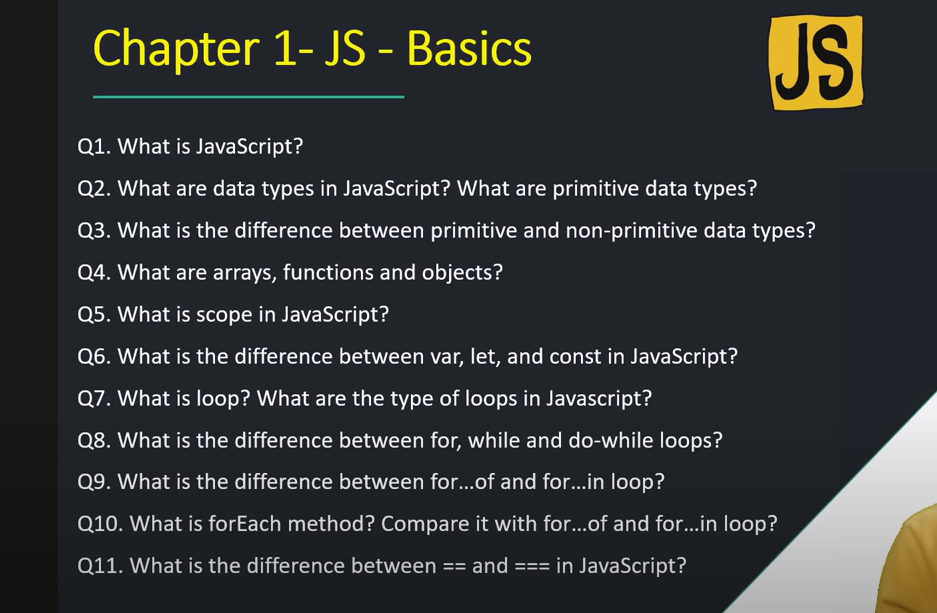 Chapter 1- JS - Basics
JS
Q1. What is JavaScript?
Q2. What are data types in JavaScript? What are primitive data types?
Q3. What is the difference between primitive and non-primitive data types?
Q4. What are arrays, functions and objects?
Q5. What is scope in JavaScript?
Q6. What is the difference between var, let, and const in JavaScript?
Q7. What is loop? What are the type of loops in Javascript?
Q8. What is the difference between for, while and do-while loops?
Q9. What is the difference between for...of and for...in loop?
Q10. What is forEach method? Compare it with for...of and for...in loop?
Q11. What is the difference between == and === in JavaScript?